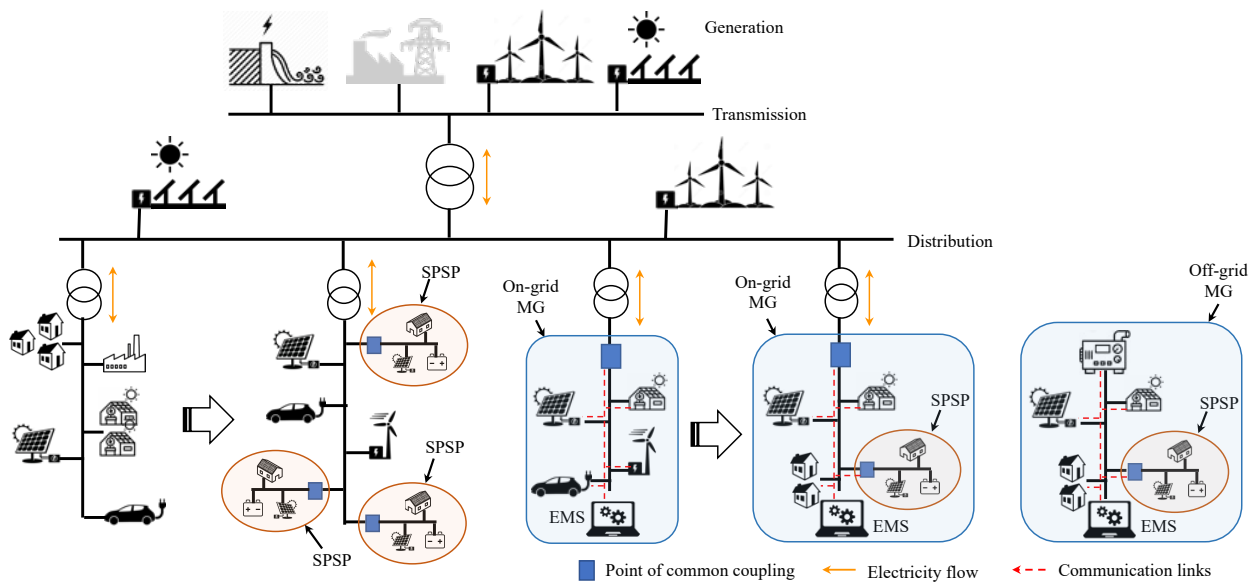 Generation
Transmission
Distribution
SPSP
On-grid
MG
On-grid
MG
Off-grid
MG
SPSP
SPSP
SPSP
SPSP
EMS
EMS
EMS
Point of common coupling
Electricity flow
Communication links